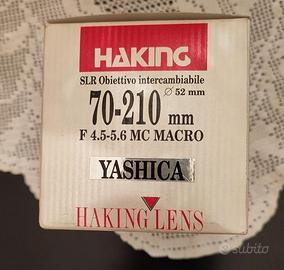 HAKING
SLR Obiettivo intercambiabile
70-210 mm Ø 52 mm
F 4.5-5.6 MC MACRO
YASHICA
HAKING LENS
subito